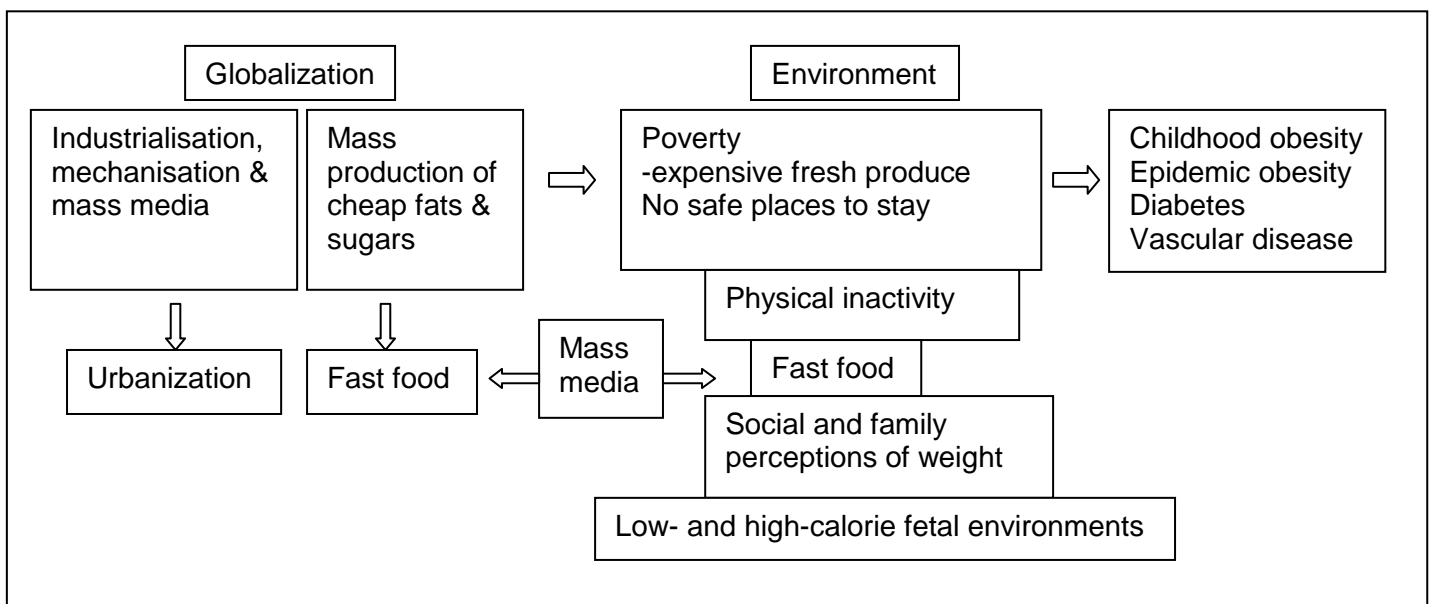 Globalization
Industrialisation,
mechanisation &
mass media
Mass
production of
cheap fats &
sugars
Urbanization
Fast food
Mass
media
Environment
Poverty
-expensive fresh produce
No safe places to stay
Physical inactivity
Fast food
Social and family
perceptions of weight
Low- and high-calorie fetal environments
Childhood obesity
Epidemic obesity
Diabetes
Vascular disease